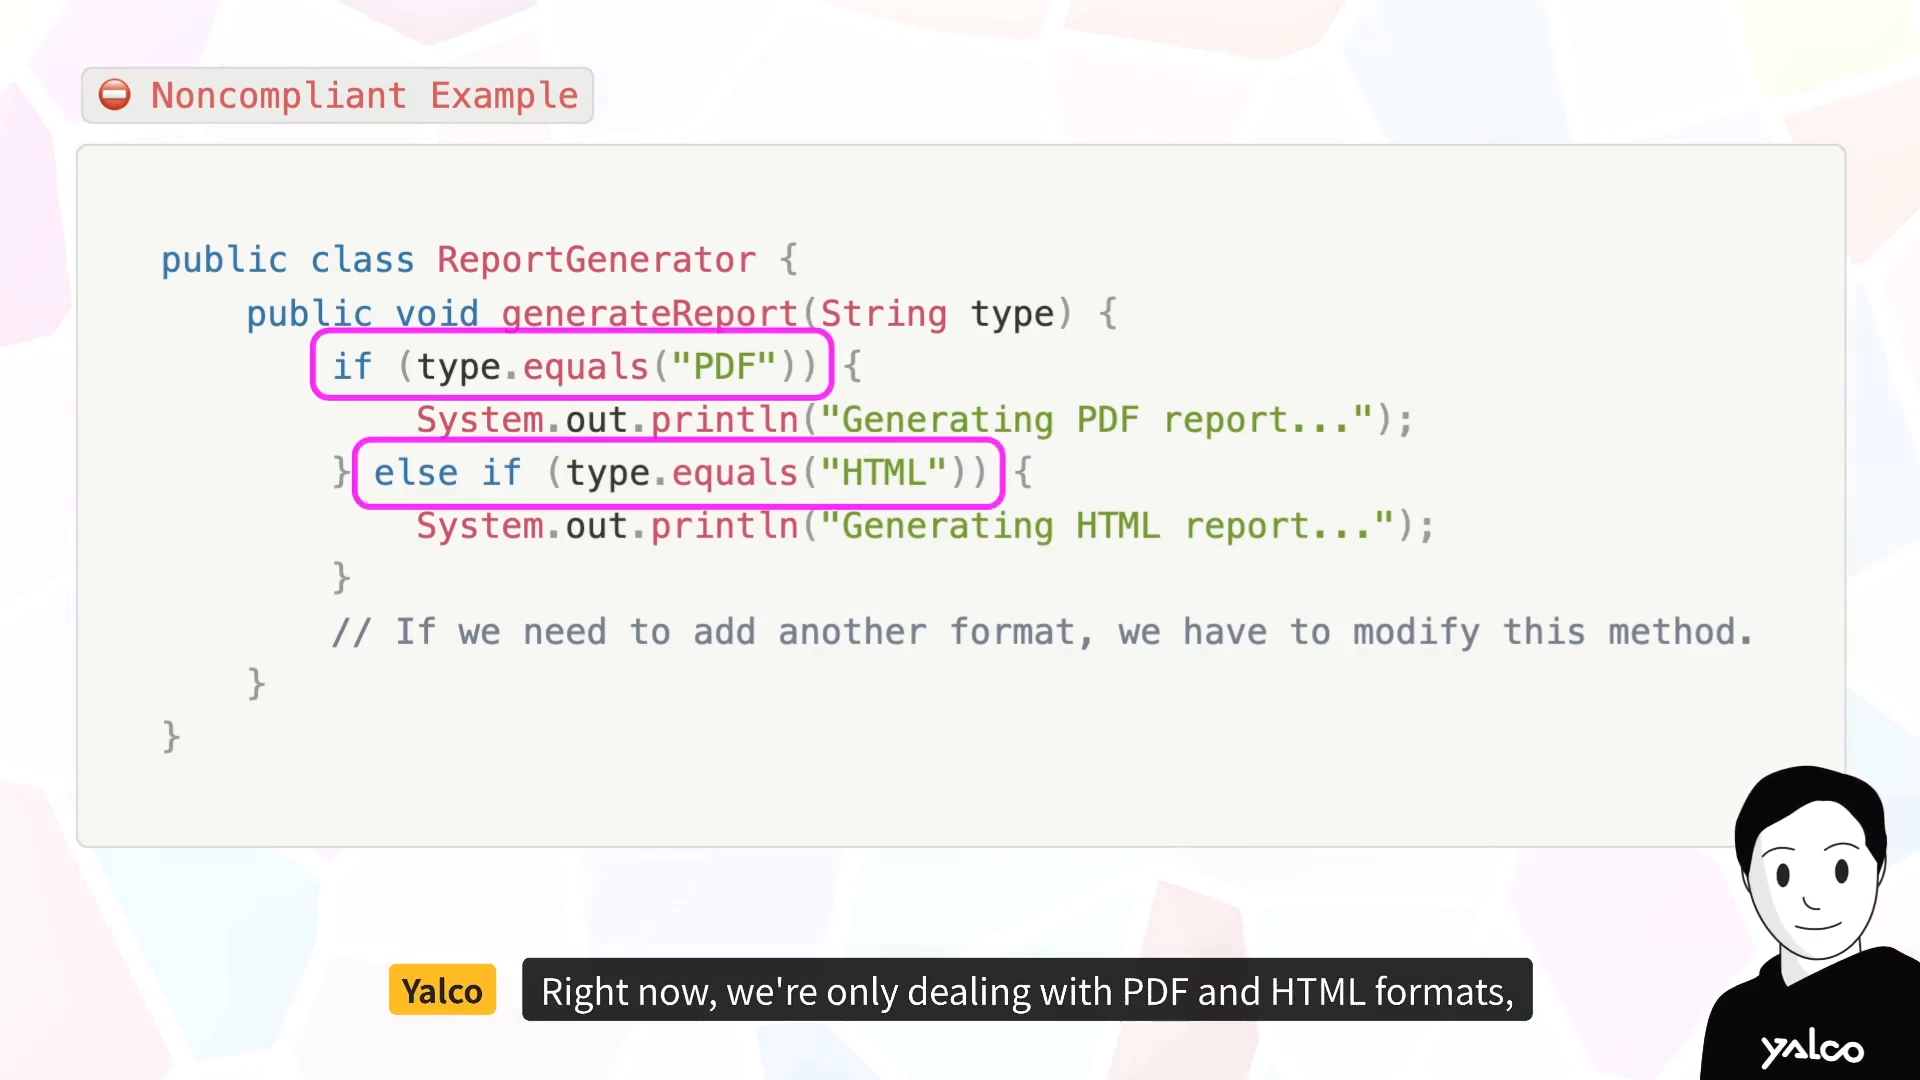 Noncompliant Example
public class ReportGenerator {
public void generateReport(String type) {
if (type.equals("PDF")) {
System.out.println("Generating PDF report...");
} else if (type.equals("HTML")) {
System.out.println("Generating HTML report...");
}
// If we need to add another format, we have to modify this method.
}
}
Yalco Right now, we're only dealing with PDF and HTML formats,
yalco